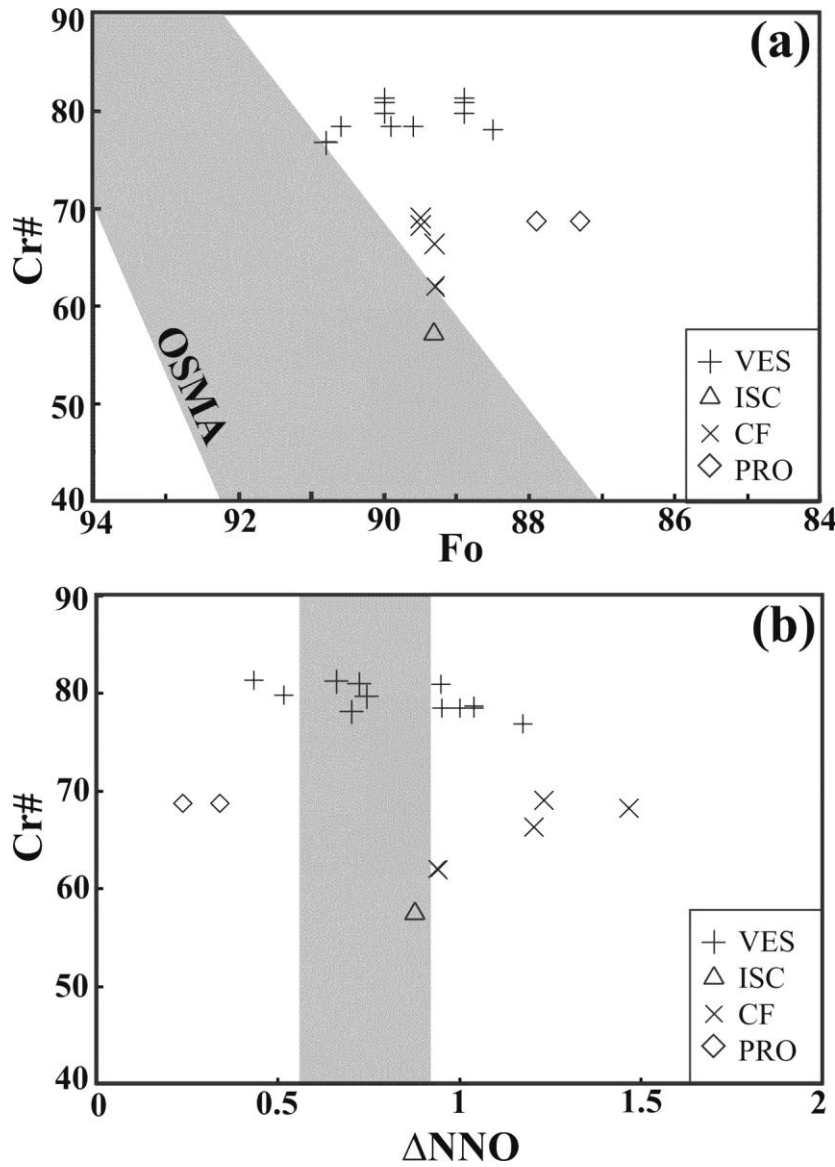 90
(a)
80
70
Cr#
60
OSMA
VES
ISC
50
CF
PRO
40
94 92 90 88 86 84
Fo
90
(b)
80
70
Cr#
60
VES
50
ISC
CF
PRO
40
0 0.5 1 1.5 2
ΔNNO